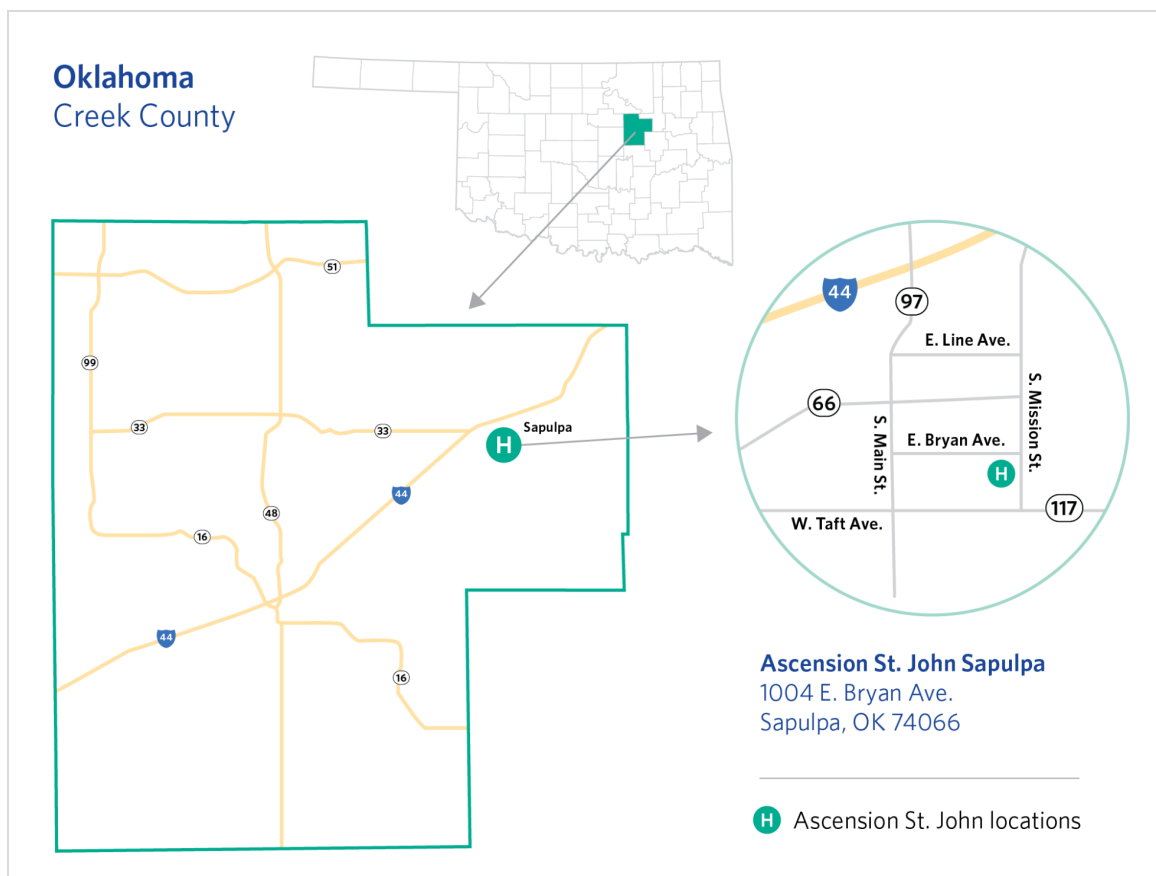 Oklahoma
Creek County
51
99
33
33
Sapulpa
H
44
48
16
44
16
44
97
E. Line Ave.
66
S. Mission St.
S. Main St.
E. Bryan Ave.
H
117
W. Taft Ave.
Ascension St. John Sapulpa
1004 E. Bryan Ave.
Sapulpa, OK 74066
H Ascension St. John locations